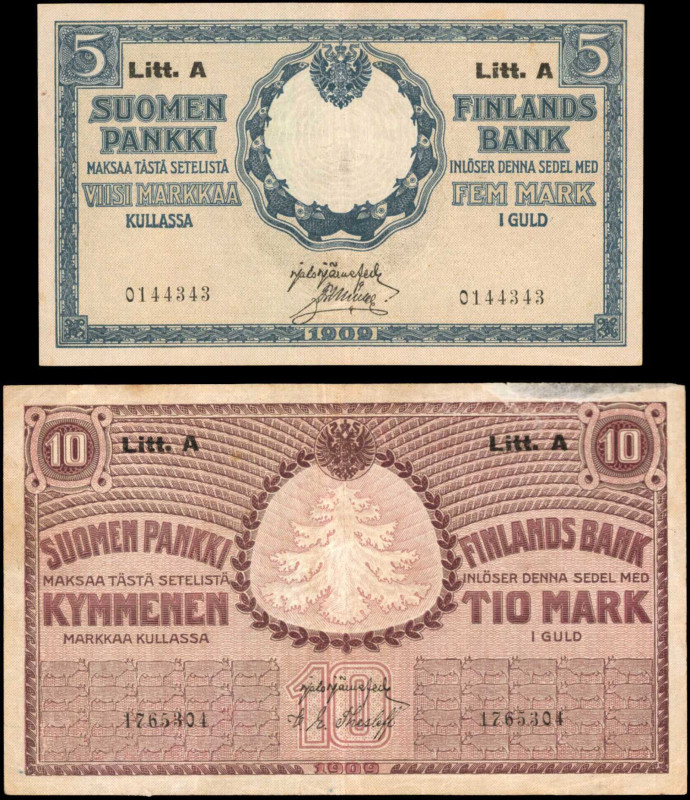 5 5
Litt. A Litt. A
SUOMEN FINLANDS
PANKKI BANK
MAKSAA TÄSTÄ SETELISTÄ INLÖSER DENNA SEDEL MED
VIISI MARKKAA FEM MARK
KULLASSA I GULD
0144343 0144343
1909
10 10
Litt. A Litt. A
SUOMEN PANKKI FINLANDS BANK
MAKSAA TÄSTÄ SETELISTÄ INLÖSER DENNA SEDEL MED
KYMMENEN TIO MARK
MARKKAA KULLASSA I GULD
10
1765304 1765304
1909